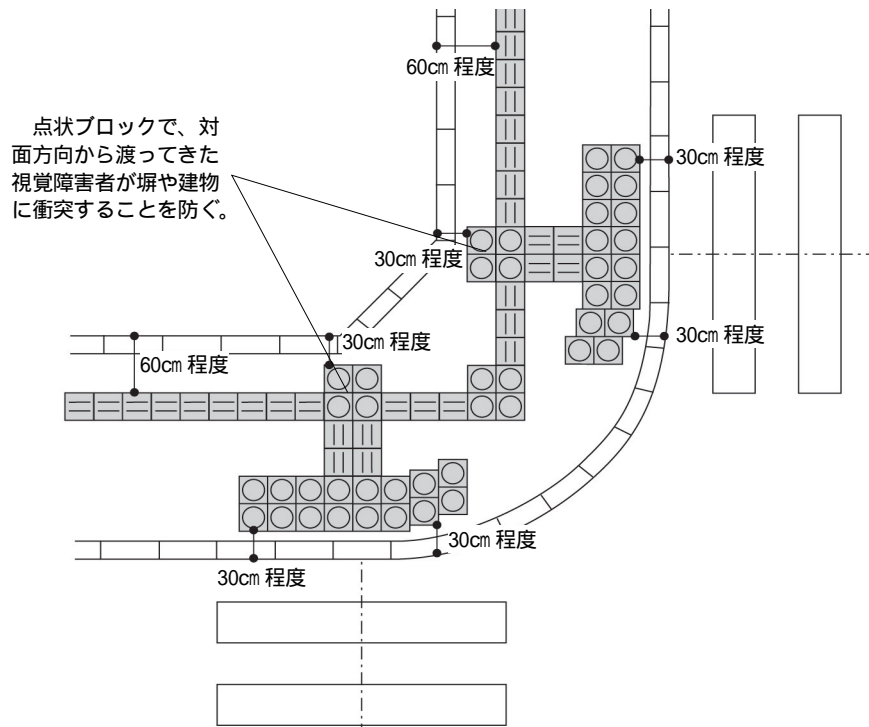 60㎝ 程度
点状ブロックで、対
面方向から渡ってきた
視覚障害者が塀や建物
に衝突することを防ぐ。
30㎝ 程度
30㎝ 程度
30㎝ 程度
30㎝ 程度
60㎝ 程度
30㎝ 程度
30㎝ 程度